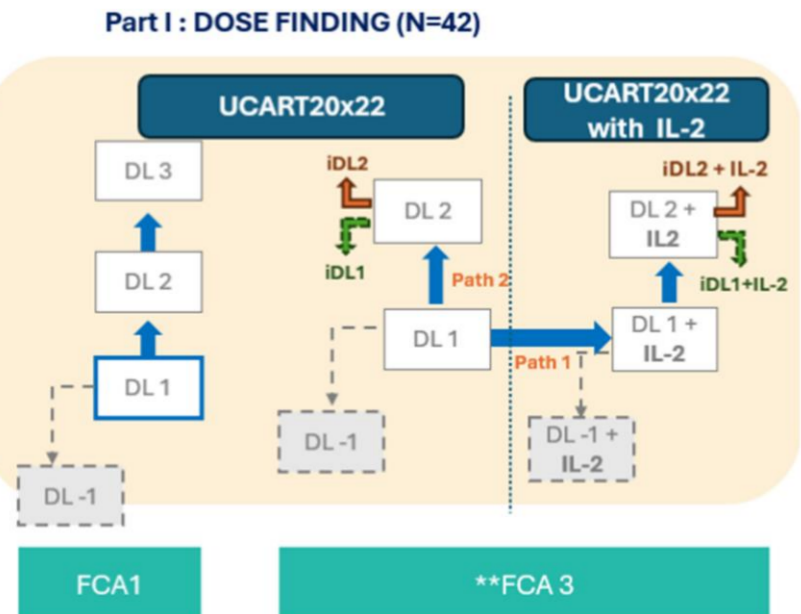 Part I : DOSE FINDING (N=42)
UCART20x22
UCART20x22
with IL-2
DL 3
DL 2
DL 1
DL -1
iDL2
DL 2
iDL1
Path 2
DL 1
DL -1
iDL2 + IL-2
DL 2 +
IL2
iDL1+IL-2
DL 1 +
IL-2
Path 1
DL -1 +
IL-2
FCA1
**FCA 3